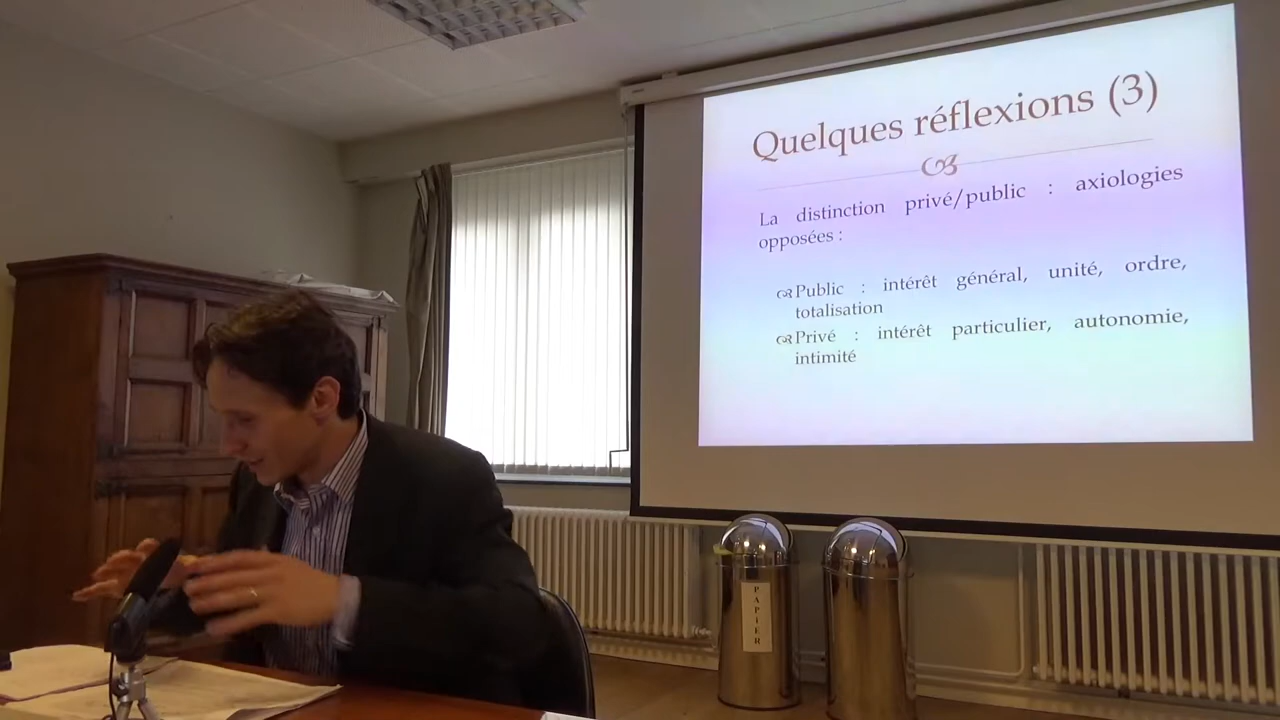 Quelques réflexions (3)
La distinction privé/public : axiologies
opposées :
Public : intérêt général, unité, ordre,
totalisation
Privé : intérêt particulier, autonomie,
intimité
PAPIER